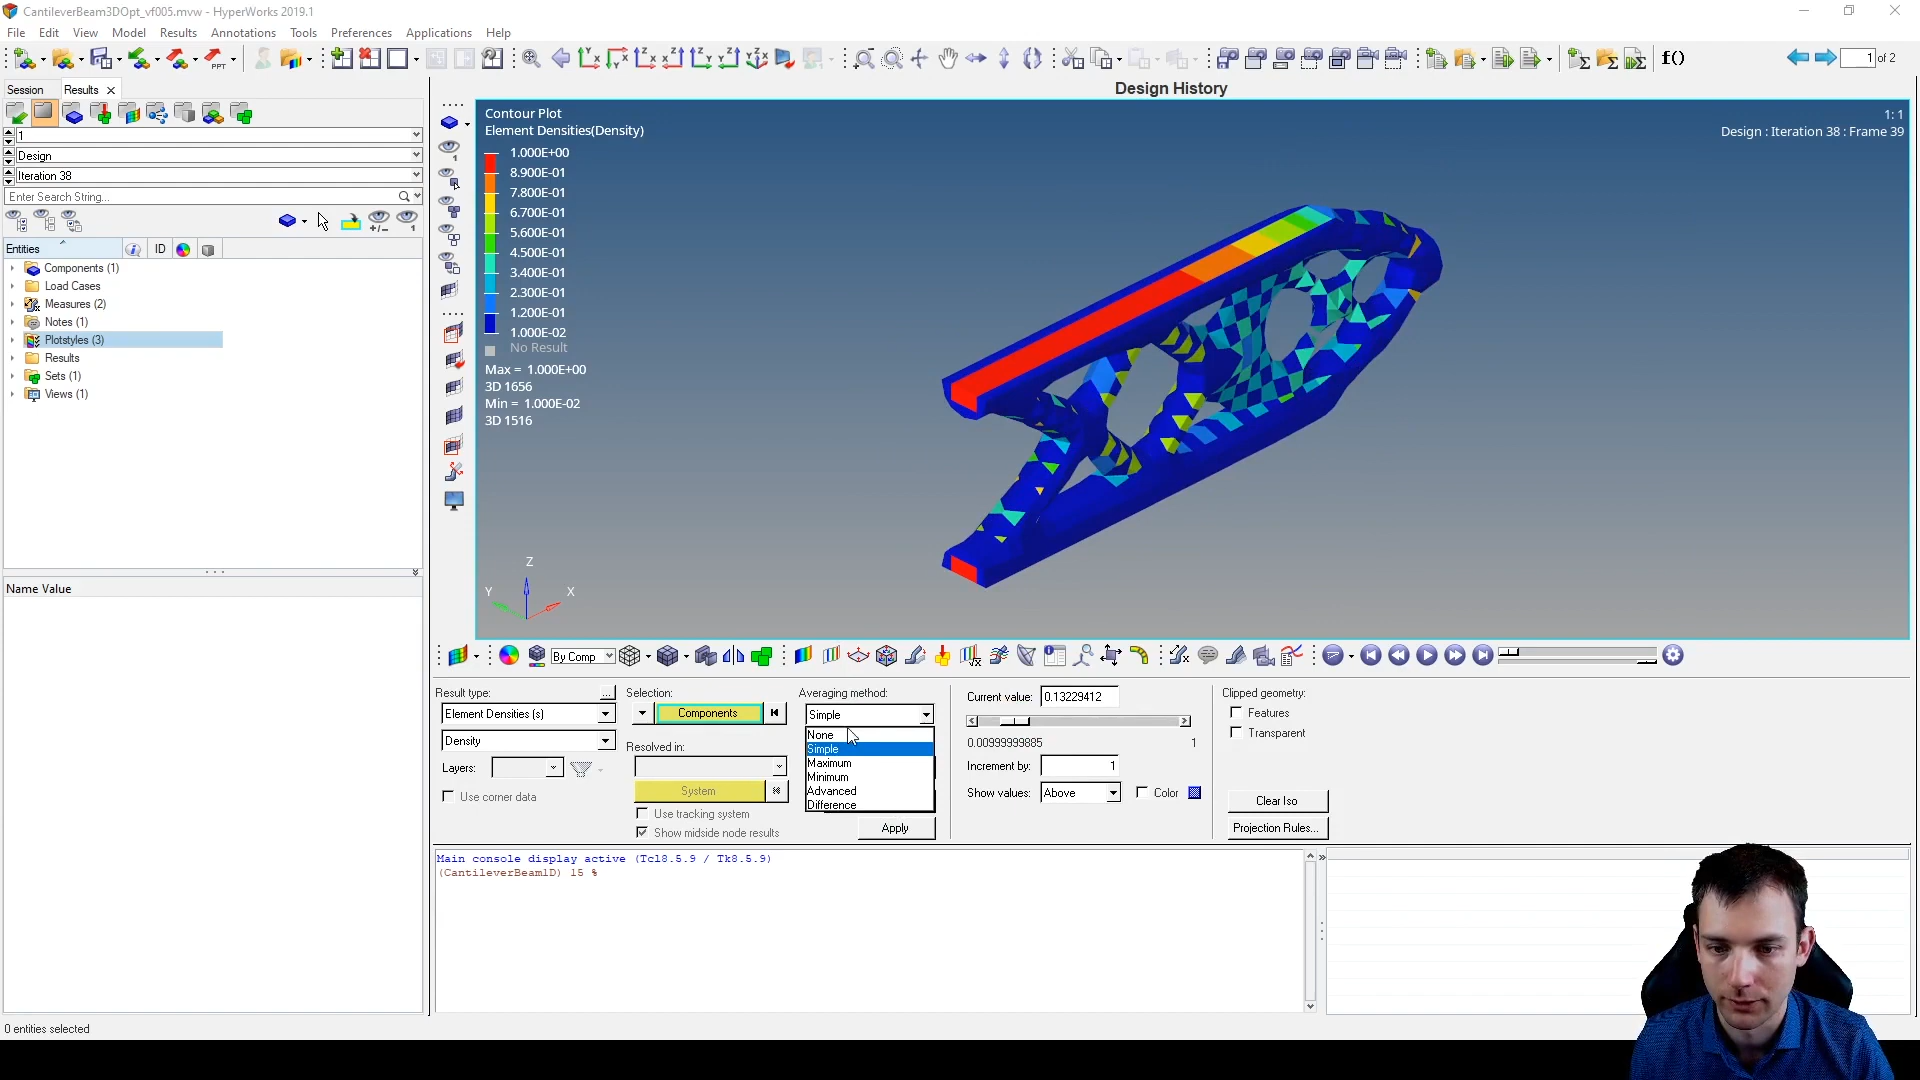 CantileverBeam3DOpt_vf005.mvw - HyperWorks 2019.1
File Edit View Model Results Annotations Tools Preferences Applications Help
PPT
f()
1 of 2
Session Results
Design History
1
Design
Iteration 38
Enter Search String...
Entities ID
Components (1)
Load Cases
Measures (2)
Notes (1)
Plotstyles (3)
Results
Sets (1)
Views (1)
Name Value
Contour Plot
Element Densities(Density)
1.000E+00
8.900E-01
7.800E-01
6.700E-01
5.600E-01
4.500E-01
3.400E-01
2.300E-01
1.200E-01
1.000E-02
No Result
Max = 1.000E+00
3D 1656
Min = 1.000E-02
3D 1516
1: 1
Design : Iteration 38 : Frame 39
Z
Y X
By Comp
Result type: ...
Element Densities (s)
Density
Layers:
Use corner data
Selection:
Components
Resolved in:
System
Use tracking system
Show midside node results
Averaging method:
Simple
None
Simple
Maximum
Minimum
Advanced
Difference
Apply
Current value: 0.13229412
0.00999999885 1
Increment by: 1
Show values: Above Color
Clipped geometry:
Features
Transparent
Clear Iso
Projection Rules...
Main console display active (Tcl8.5.9 / Tk8.5.9)
(CantileverBeam1D) 15 %
0 entities selected